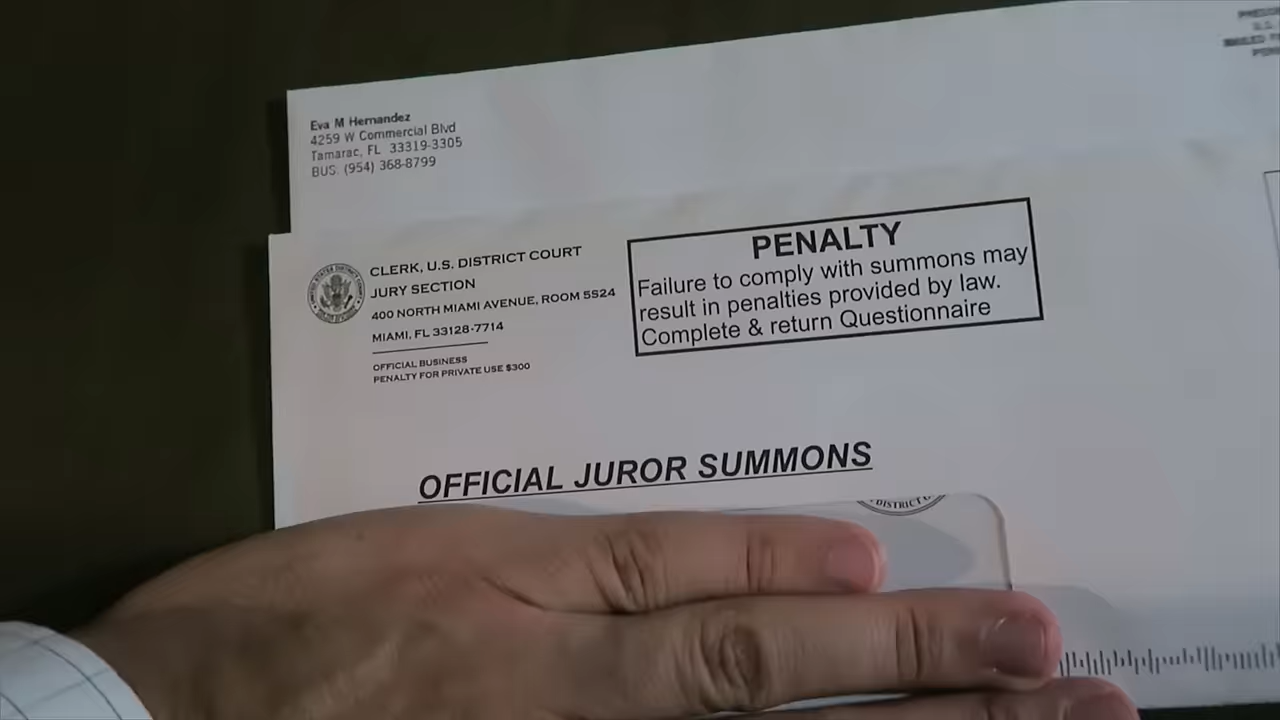 Eva M Hernandez
4259 W Commercial Blvd
Tamarac, FL 33319-3305
BUS: (954) 368-8799
CLERK, U.S. DISTRICT COURT
JURY SECTION
400 NORTH MIAMI AVENUE, ROOM 5S24
MIAMI, FL 33128-7714
OFFICIAL BUSINESS
PENALTY FOR PRIVATE USE $300
PENALTY
Failure to comply with summons may
result in penalties provided by law.
Complete & return Questionnaire
OFFICIAL JUROR SUMMONS
DISTRICT